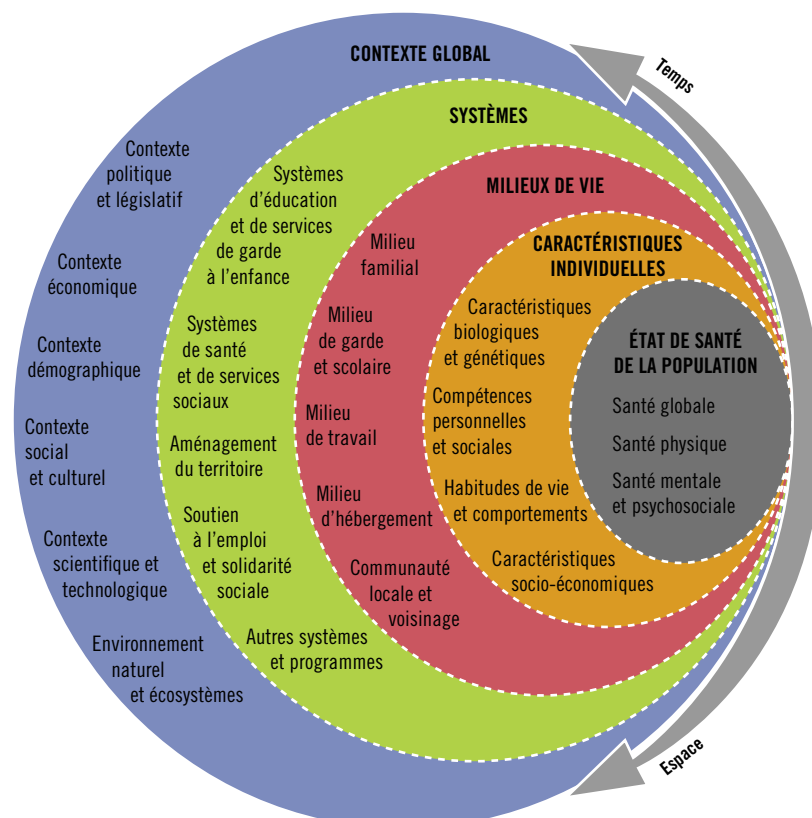 CONTEXTE GLOBAL
Temps
SYSTÈMES
Contexte
politique
et législatif
Contexte
économique
Contexte
démographique
Contexte
social
et culturel
Contexte
scientifique et
technologique
Environnement
naturel
et écosystèmes
Systèmes
d'éducation
et de services
de garde
à l'enfance
Systèmes
de santé
et de services
sociaux
Aménagement
du territoire
Soutien
à l'emploi
et solidarité
sociale
Autres systèmes
et programmes
MILIEUX DE VIE
Milieu
familial
Milieu
de garde
et scolaire
Milieu
de travail
Milieu
d'hébergement
Communauté
locale et
voisinage
CARACTÉRISTIQUES
INDIVIDUELLES
Caractéristiques
biologiques
et génétiques
Compétences
personnelles
et sociales
Habitudes de vie
et comportements
Caractéristiques
socio-économiques
ÉTAT DE SANTÉ
DE LA POPULATION
Santé globale
Santé physique
Santé mentale
et psychosociale
Espace